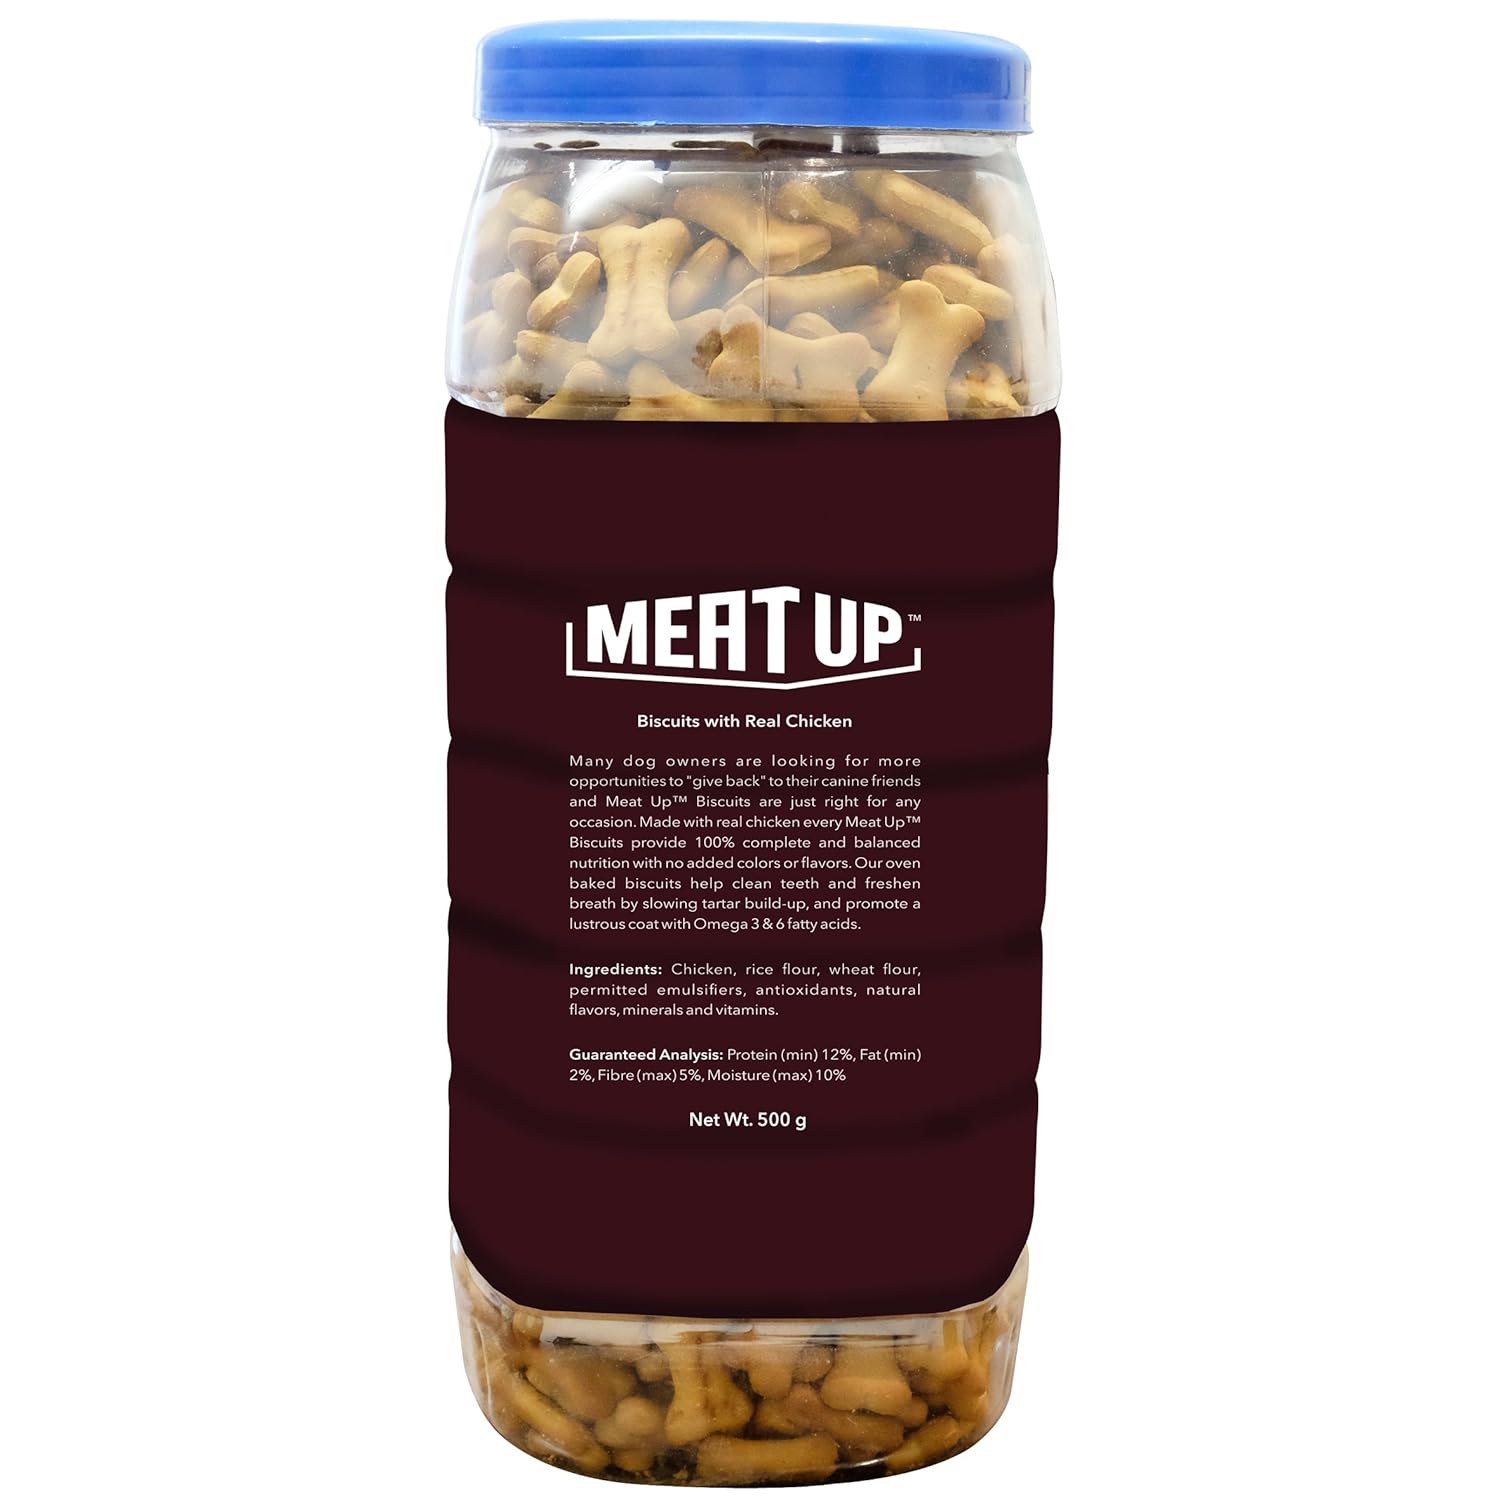 MEAT UP™
Biscuits with Real Chicken
Many dog owners are looking for more
opportunities to "give back" to their canine friends
and Meat Up™ Biscuits are just right for any
occasion. Made with real chicken every Meat Up™
Biscuits provide 100% complete and balanced
nutrition with no added colors or flavors. Our oven
baked biscuits help clean teeth and freshen
breath by slowing tartar build-up, and promote a
lustrous coat with Omega 3 & 6 fatty acids.
Ingredients: Chicken, rice flour, wheat flour,
permitted emulsifiers, antioxidants, natural
flavors, minerals and vitamins.
Guaranteed Analysis: Protein (min) 12%, Fat (min)
2%, Fibre (max) 5%, Moisture (max) 10%
Net Wt. 500 g